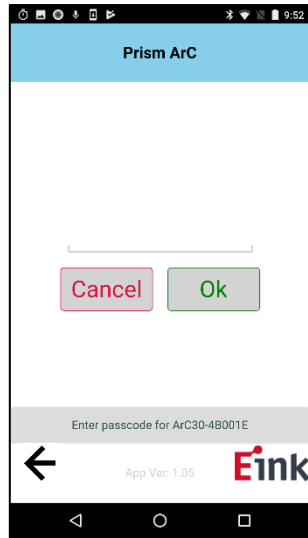 9:52
Prism ArC
Cancel
Ok
Enter passcode for ArC30-4B001E
App Ver: 1.05
Eink